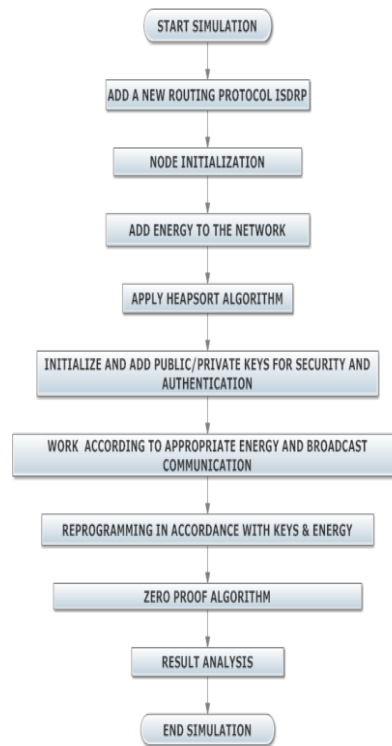 START SIMULATION
ADD A NEW ROUTING PROTOCOL ISDRP
NODE INITIALIZATION
ADD ENERGY TO THE NETWORK
APPLY HEAPSORT ALGORITHM
INITIALIZE AND ADD PUBLIC/PRIVATE KEYS FOR SECURITY AND
AUTHENTICATION
WORK ACCORDING TO APPROPRIATE ENERGY AND BROADCAST
COMMUNICATION
REPROGRAMMING IN ACCORDANCE WITH KEYS & ENERGY
ZERO PROOF ALGORITHM
RESULT ANALYSIS
END SIMULATION